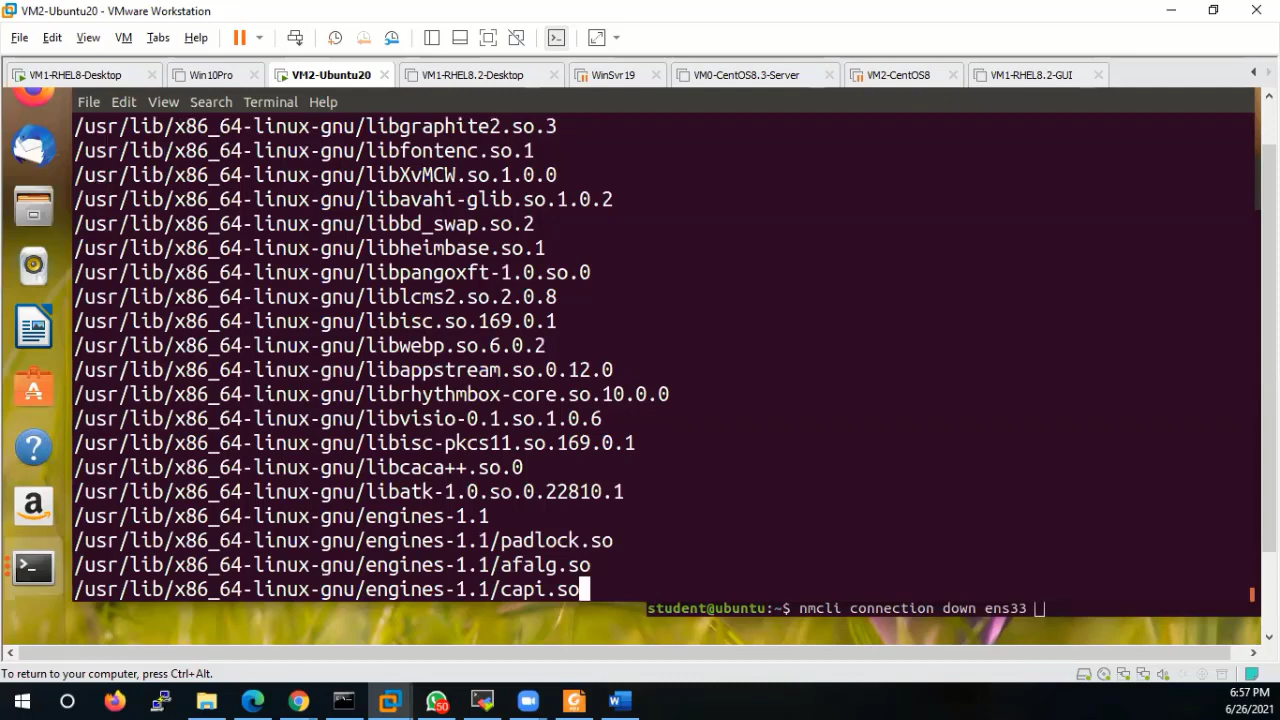 VM2-Ubuntu20 - VMware Workstation
File Edit View VM Tabs Help
VM1-RHEL8-Desktop Win10Pro VM2-Ubuntu20 VM1-RHEL8.2-Desktop WinSvr19 VM0-CentOS8.3-Server VM2-CentOS8 VM1-RHEL8.2-GUI
File Edit View Search Terminal Help
/usr/lib/x86_64-linux-gnu/libgraphite2.so.3
/usr/lib/x86_64-linux-gnu/libfontenc.so.1
/usr/lib/x86_64-linux-gnu/libXvMCW.so.1.0.0
/usr/lib/x86_64-linux-gnu/libavahi-glib.so.1.0.2
/usr/lib/x86_64-linux-gnu/libbd_swap.so.2
/usr/lib/x86_64-linux-gnu/libheimbase.so.1
/usr/lib/x86_64-linux-gnu/libpangoxft-1.0.so.0
/usr/lib/x86_64-linux-gnu/liblcms2.so.2.0.8
/usr/lib/x86_64-linux-gnu/libisc.so.169.0.1
/usr/lib/x86_64-linux-gnu/libwebp.so.6.0.2
/usr/lib/x86_64-linux-gnu/libappstream.so.0.12.0
/usr/lib/x86_64-linux-gnu/librhythmbox-core.so.10.0.0
/usr/lib/x86_64-linux-gnu/libvisio-0.1.so.1.0.6
/usr/lib/x86_64-linux-gnu/libisc-pkcs11.so.169.0.1
/usr/lib/x86_64-linux-gnu/libcaca++.so.0
/usr/lib/x86_64-linux-gnu/libatk-1.0.so.0.22810.1
/usr/lib/x86_64-linux-gnu/engines-1.1
/usr/lib/x86_64-linux-gnu/engines-1.1/padlock.so
/usr/lib/x86_64-linux-gnu/engines-1.1/afalg.so
/usr/lib/x86_64-linux-gnu/engines-1.1/capi.so
student@ubuntu:~$ nmcli connection down ens33
To return to your computer, press Ctrl+Alt.
50
6:57 PM
6/26/2021